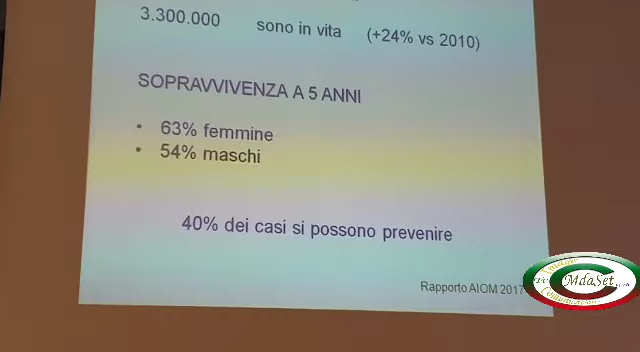 3.300.000 sono in vita (+24% vs 2010)
SOPRAVVIVENZA A 5 ANNI
• 63% femmine
• 54% maschi
40% dei casi si possono prevenire
Rapporto AIOM 2017
MdaSet